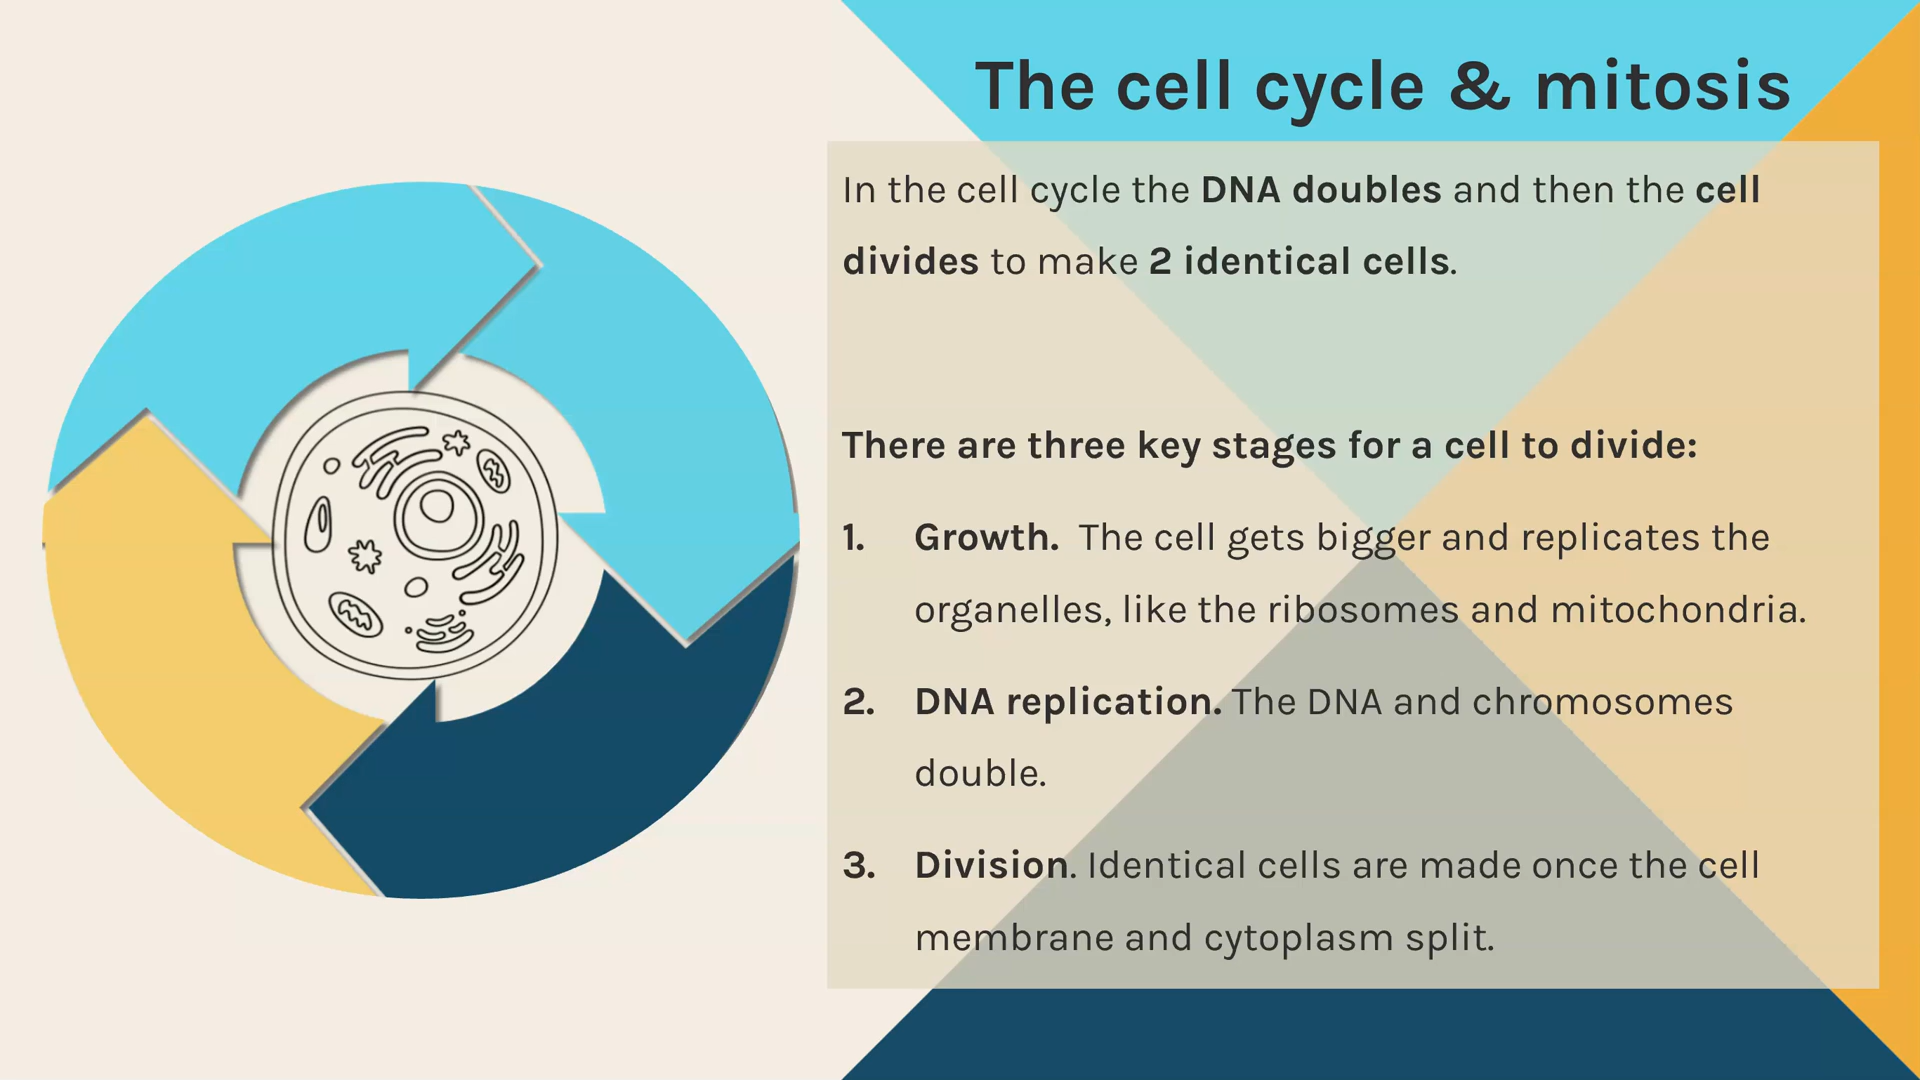 The cell cycle & mitosis
In the cell cycle the DNA doubles and then the cell
divides to make 2 identical cells.
There are three key stages for a cell to divide:
1. Growth. The cell gets bigger and replicates the
organelles, like the ribosomes and mitochondria.
2. DNA replication. The DNA and chromosomes
double.
3. Division. Identical cells are made once the cell
membrane and cytoplasm split.